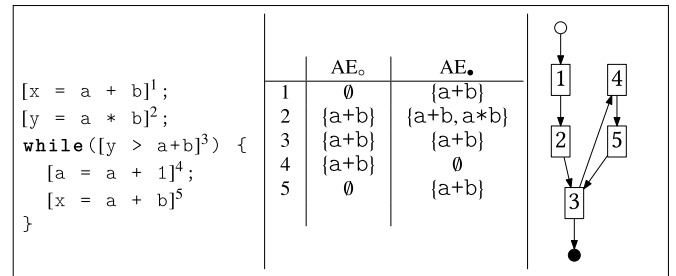 [x = a + b]¹;
[y = a * b]²;
while([y > a+b]³) {
[a = a + 1]⁴;
[x = a + b]⁵
}
AE∘ AE•
1 ∅ {a+b}
2 {a+b} {a+b,a*b}
3 {a+b} {a+b}
4 {a+b} ∅
5 ∅ {a+b}
1 4
2 5
3